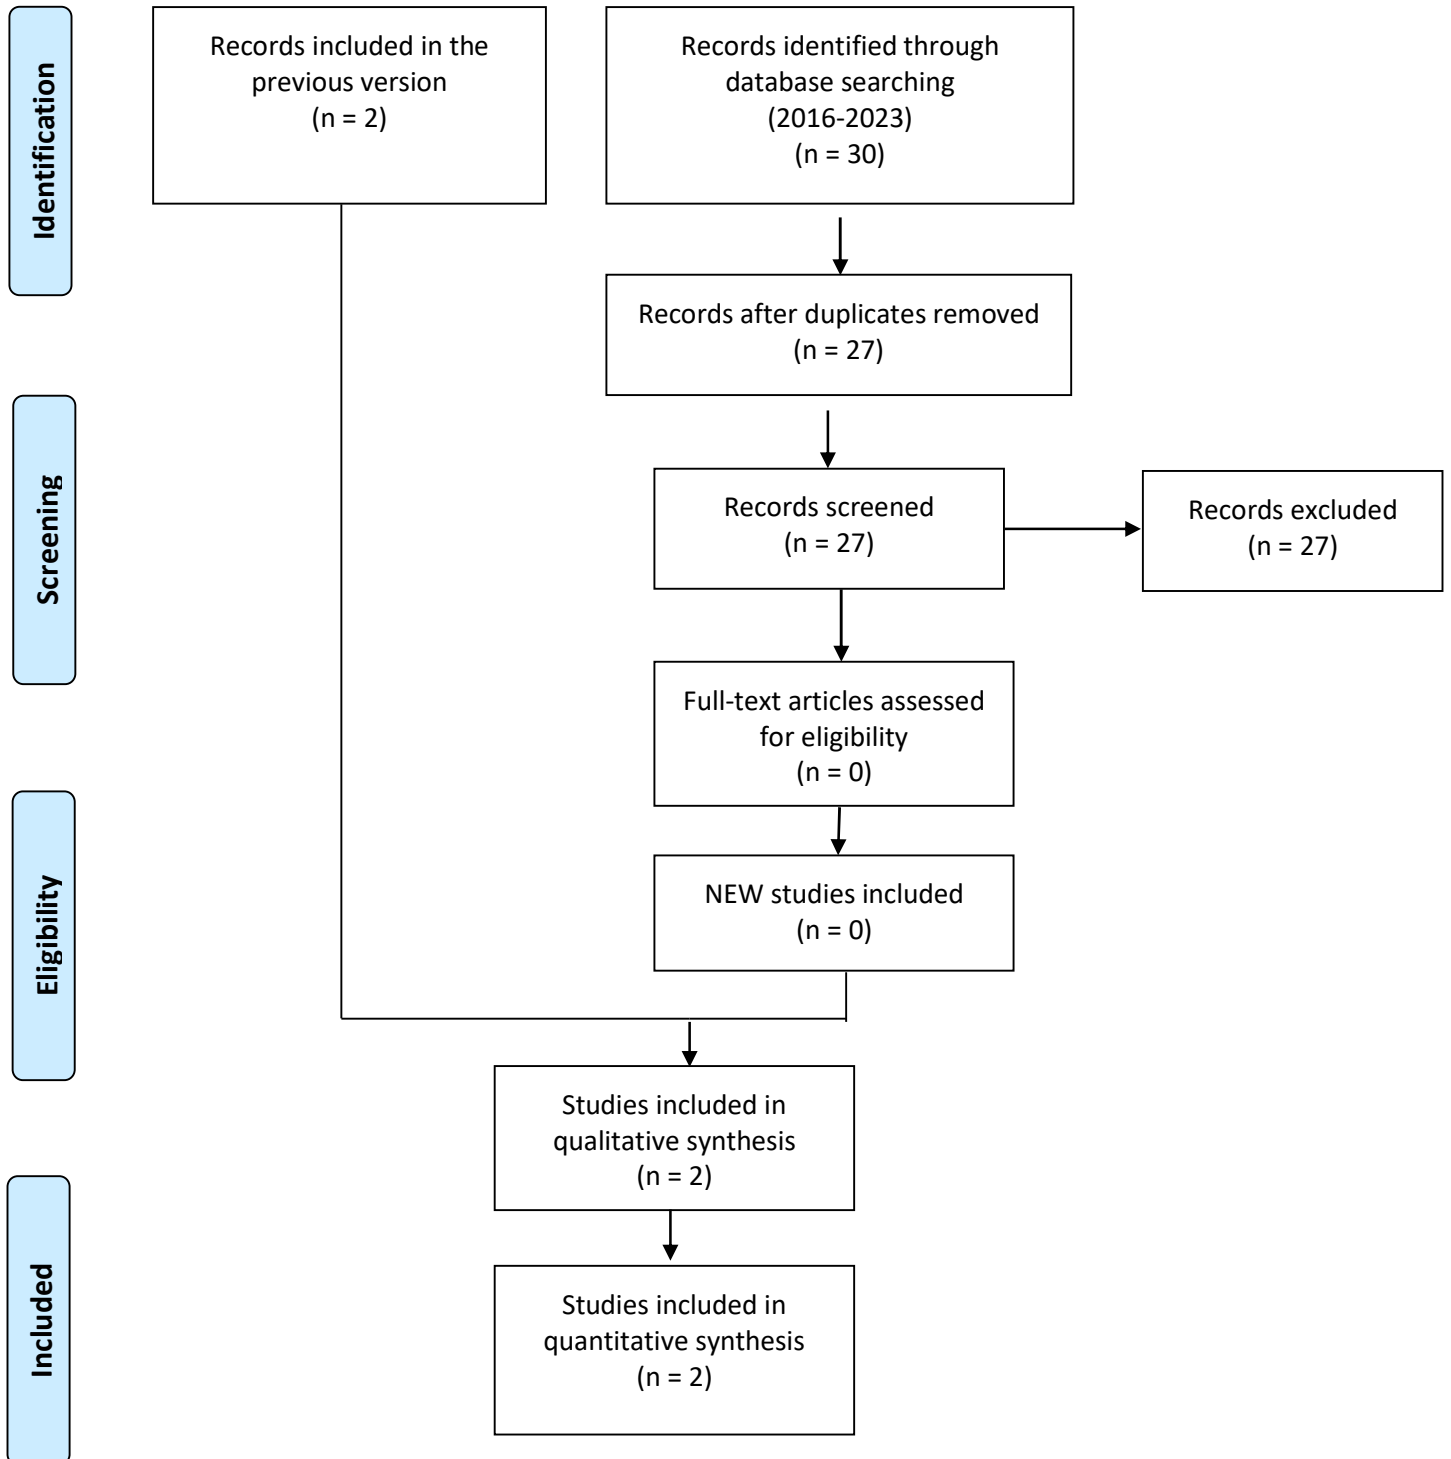 Identification
Records included in the
previous version
(n = 2)
Records identified through
database searching
(2016-2023)
(n = 30)
Records after duplicates removed
(n = 27)
Screening
Records screened
(n = 27)
Records excluded
(n = 27)
Full-text articles assessed
for eligibility
(n = 0)
Eligibility
NEW studies included
(n = 0)
Studies included in
qualitative synthesis
(n = 2)
Included
Studies included in
quantitative synthesis
(n = 2)